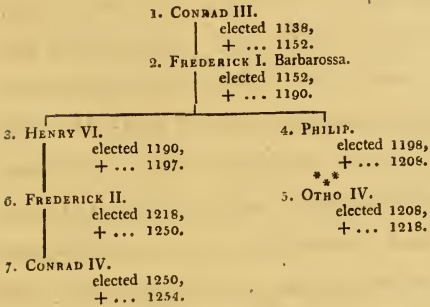 1. CONRAD III.
elected 1138,
+ ... 1152.
2. FREDERICK I. Barbarossa.
elected 1152,
+ ... 1190.
3. HENRY VI.
elected 1190,
+ ... 1197.
4. PHILIP.
elected 1198,
+ ... 1208.
***
5. OTHO IV.
elected 1208,
+ ... 1218.
6. FREDERICK II.
elected 1218,
+ ... 1250.
7. CONRAD IV.
elected 1250,
+ ... 1254.